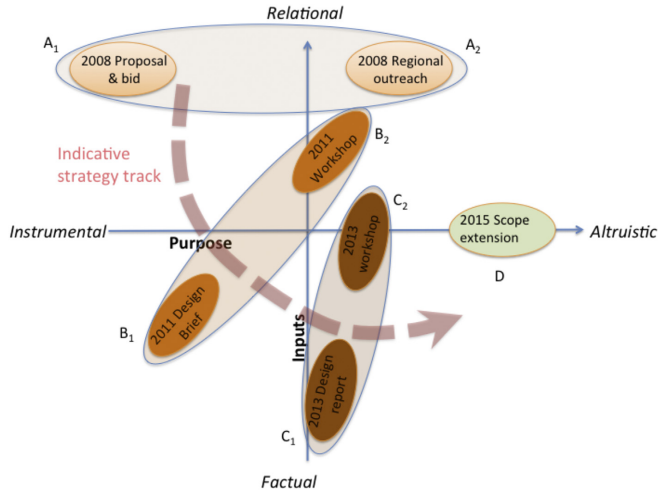 Relational
A1
A2
2008 Proposal
& bid
2008 Regional
outreach
B2
2011
Workshop
Indicative
strategy track
C2
2015 Scope
extension
Instrumental
Altruistic
Purpose
2013
workshop
D
B1
2011 Design
Brief
Inputs
2013 Design
report
C1
Factual